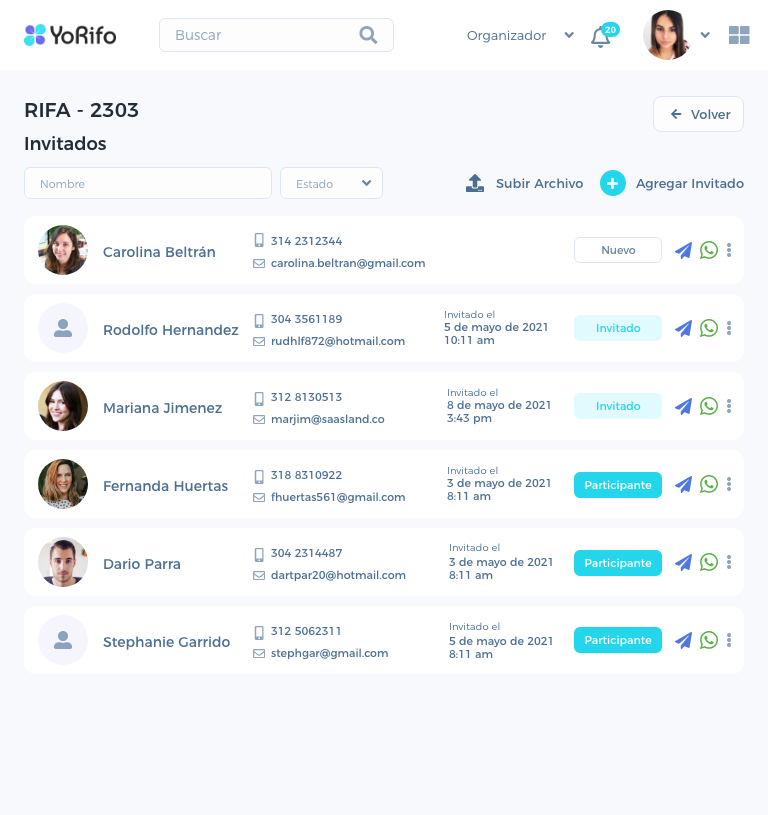 YoRifo
Buscar
Organizador
20
RIFA - 2303
Volver
Invitados
Nombre
Estado
Subir Archivo
Agregar Invitado
Carolina Beltrán
314 2312344
carolina.beltran@gmail.com
Nuevo
Rodolfo Hernandez
304 3561189
rudhlf872@hotmail.com
Invitado el
5 de mayo de 2021
10:11 am
Invitado
Mariana Jimenez
312 8130513
marjim@saasland.co
Invitado el
8 de mayo de 2021
3:43 pm
Invitado
Fernanda Huertas
318 8310922
fhuertas561@gmail.com
Invitado el
3 de mayo de 2021
8:11 am
Participante
Dario Parra
304 2314487
dartpar20@hotmail.com
Invitado el
3 de mayo de 2021
8:11 am
Participante
Stephanie Garrido
312 5062311
stephgar@gmail.com
Invitado el
5 de mayo de 2021
8:11 am
Participante